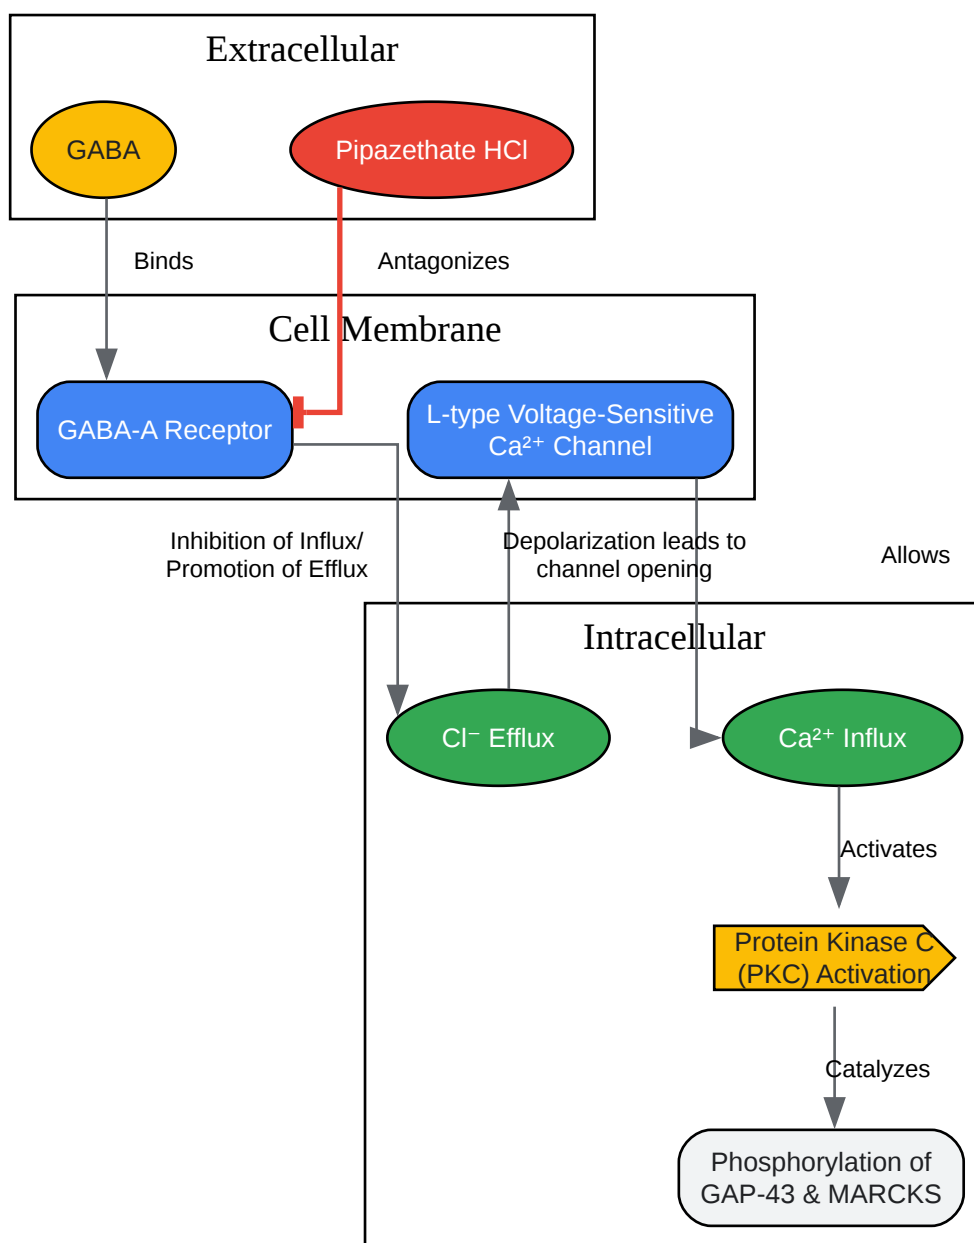 Extracellular
GABA
Pipazethate HCl
Binds
Antagonizes
Cell Membrane
GABA-A Receptor
L-type Voltage-Sensitive
Ca²⁺ Channel
Inhibition of Influx/
Promotion of Efflux
Depolarization leads to
channel opening
Allows
Intracellular
Cl⁻ Efflux
Ca²⁺ Influx
Activates
Protein Kinase C
(PKC) Activation
Catalyzes
Phosphorylation of
GAP-43 & MARCKS